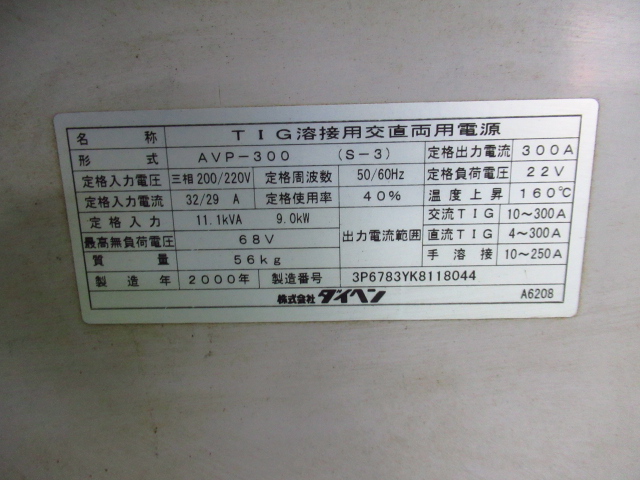 名称 TIG溶接用交直両用電源
形式 AVP-300 (S-3) 定格出力電流 300A
定格入力電圧 三相200/220V 定格周波数 50/60Hz 定格負荷電圧 22V
定格入力電流 32/29 A 定格使用率 40% 温度上昇 160℃
定格入力 11.1kVA 9.0kW 出力電流範囲 交流TIG 10~300A
最高無負荷電圧 68V 直流TIG 4~300A
質量 56kg 手溶接 10~250A
製造年 2000年 製造番号 3P6783YK8118044
株式会社 ダイヘン A6208